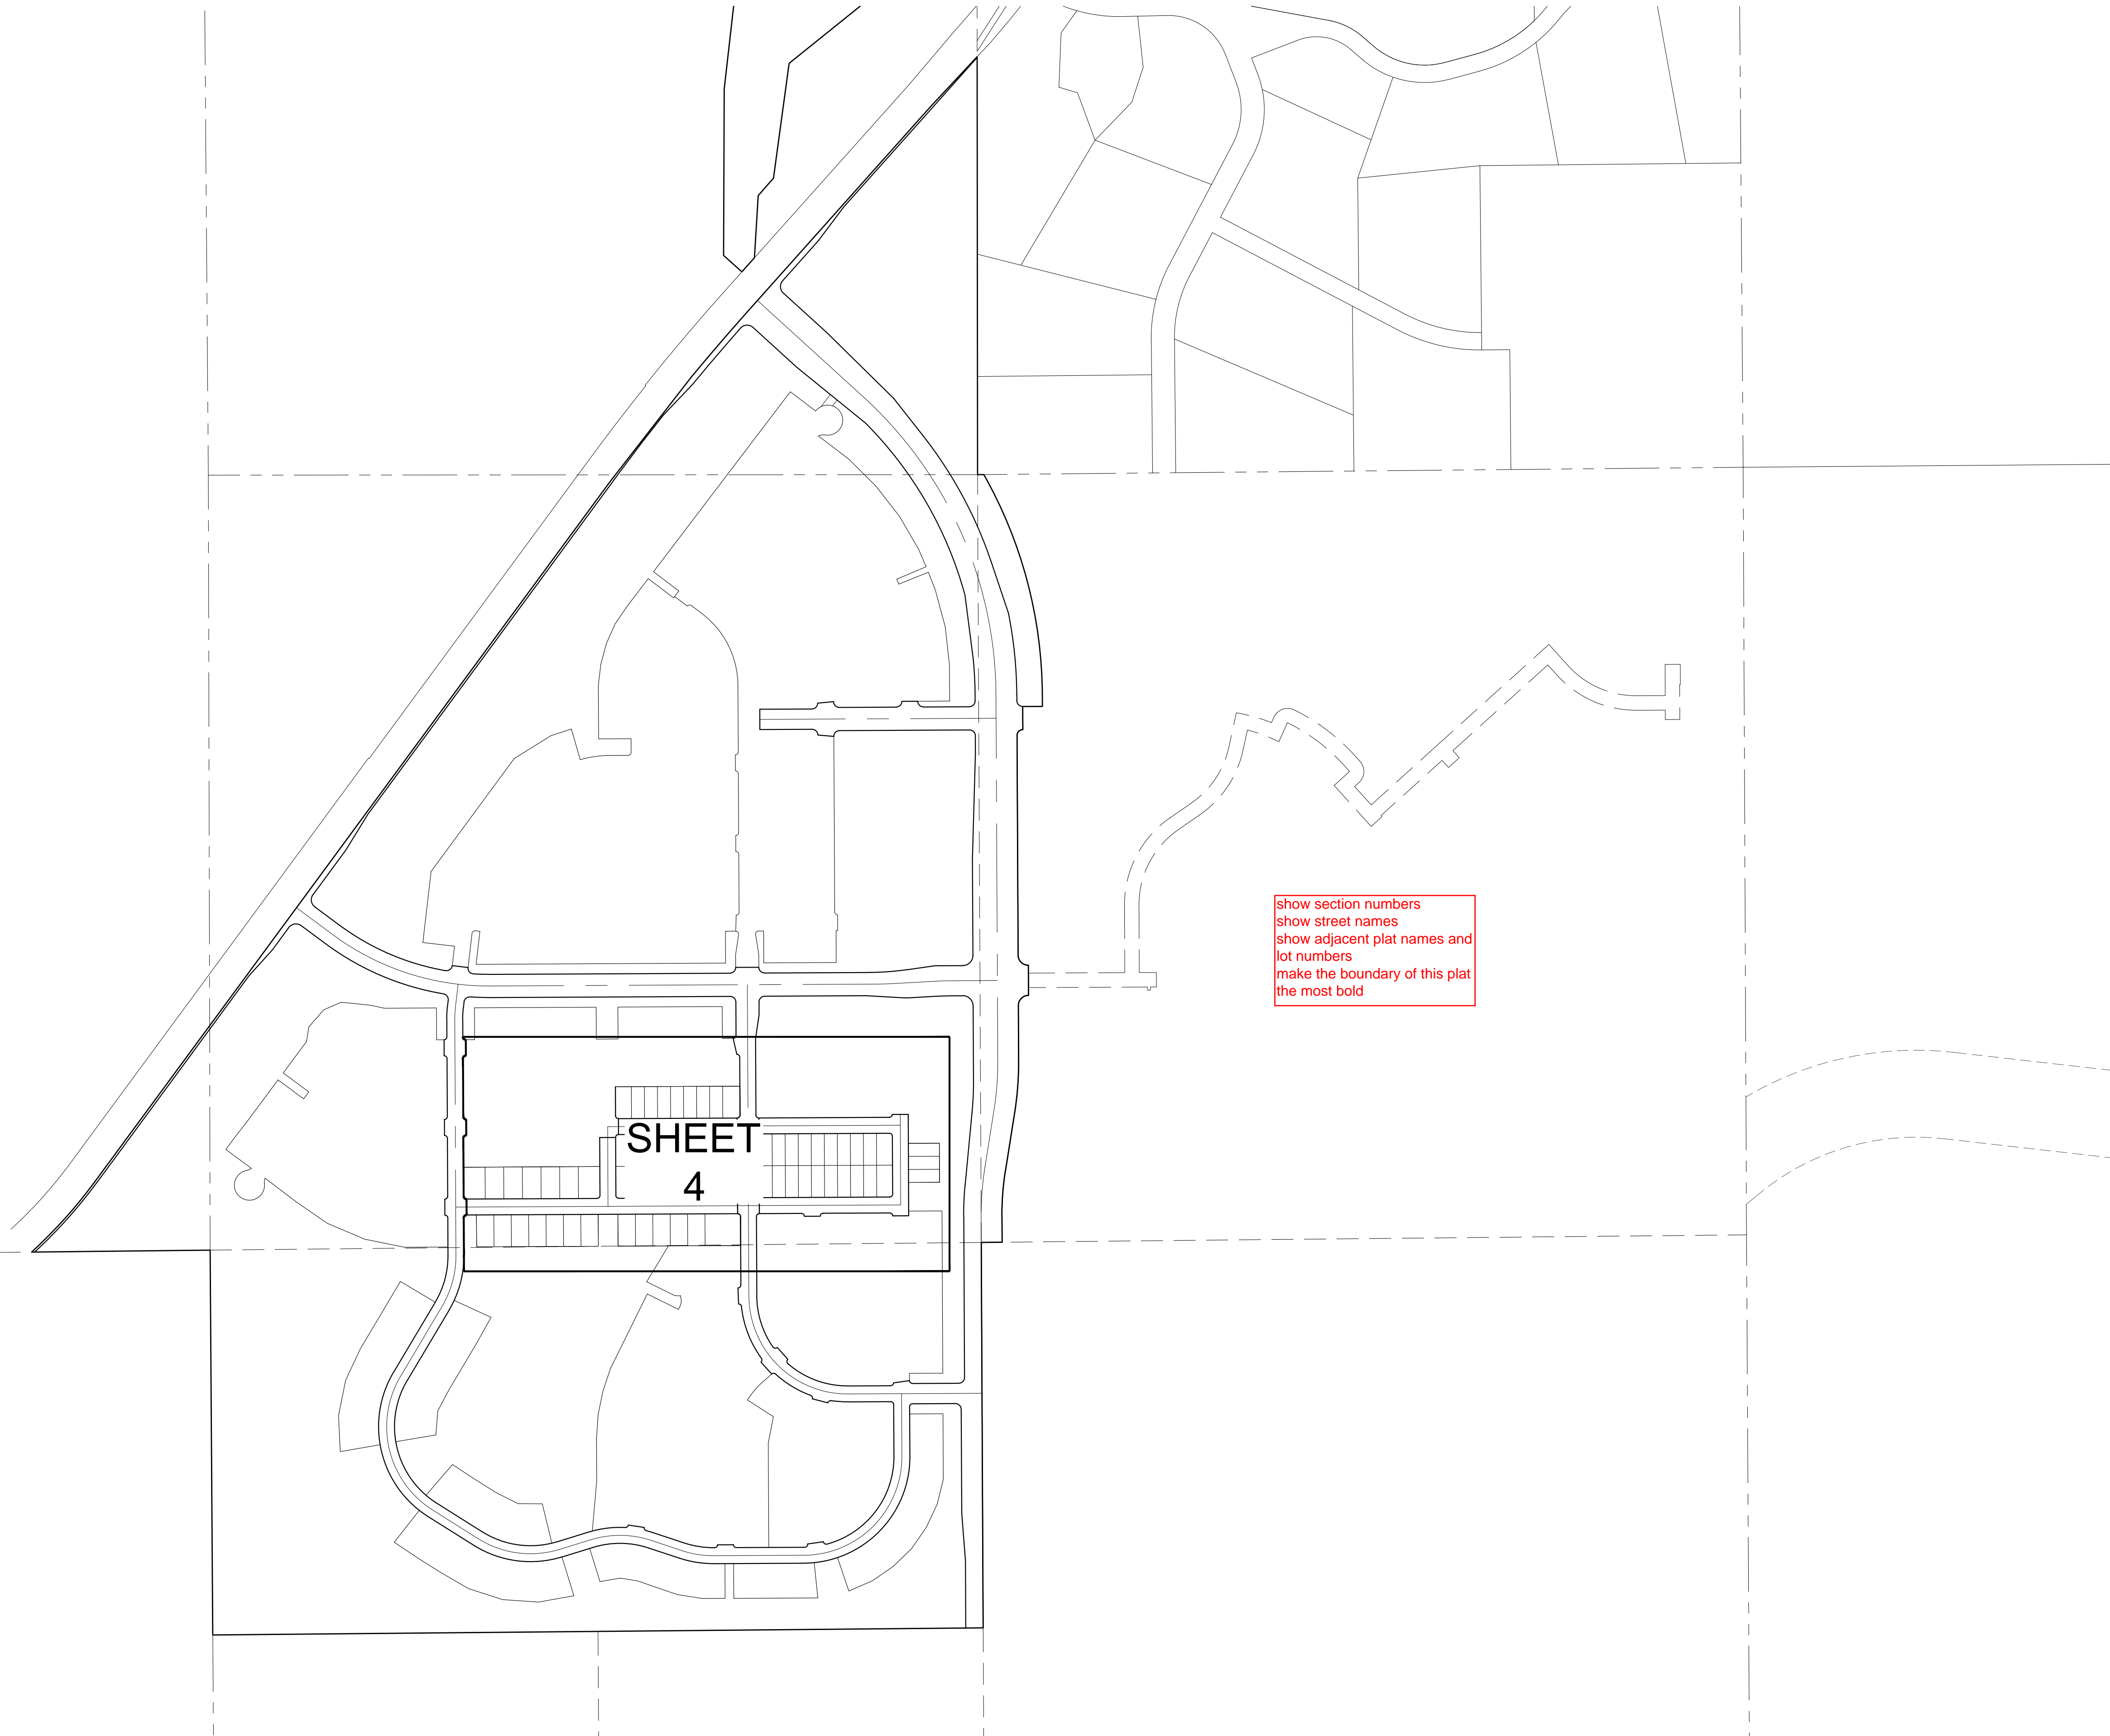 show section numbers
show street names
show adjacent plat names and
lot numbers
make the boundary of this plat
the most bold
SHEET
4